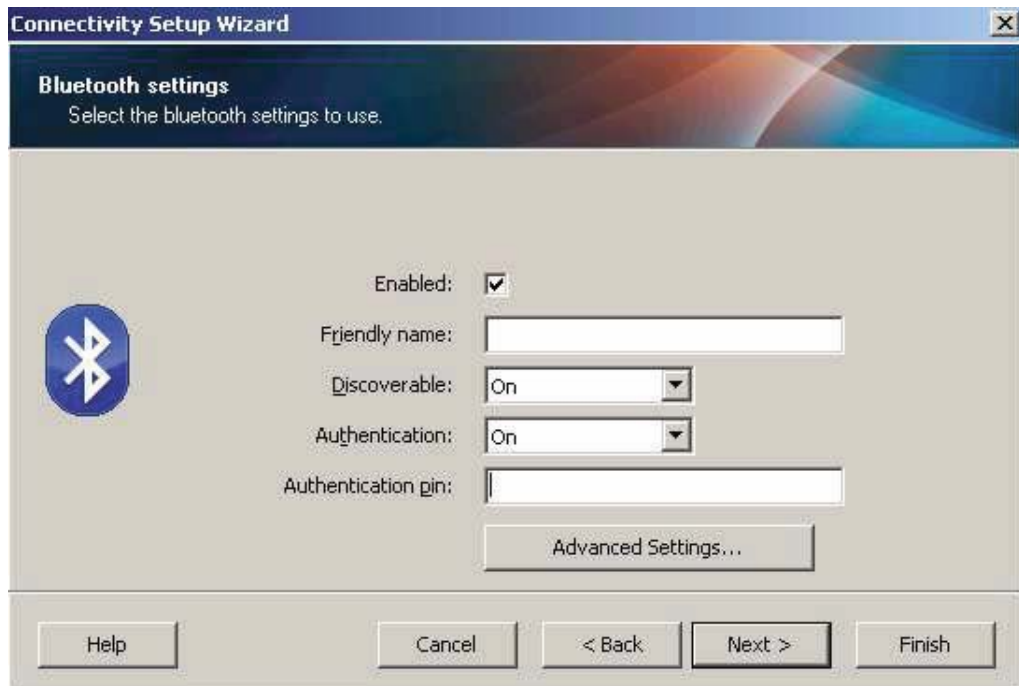 Connectivity Setup Wizard
Bluetooth settings
Select the bluetooth settings to use.
Enabled:
Friendly name:
Discoverable: On
Authentication: On
Authentication pin:
Advanced Settings...
Help Cancel < Back Next > Finish